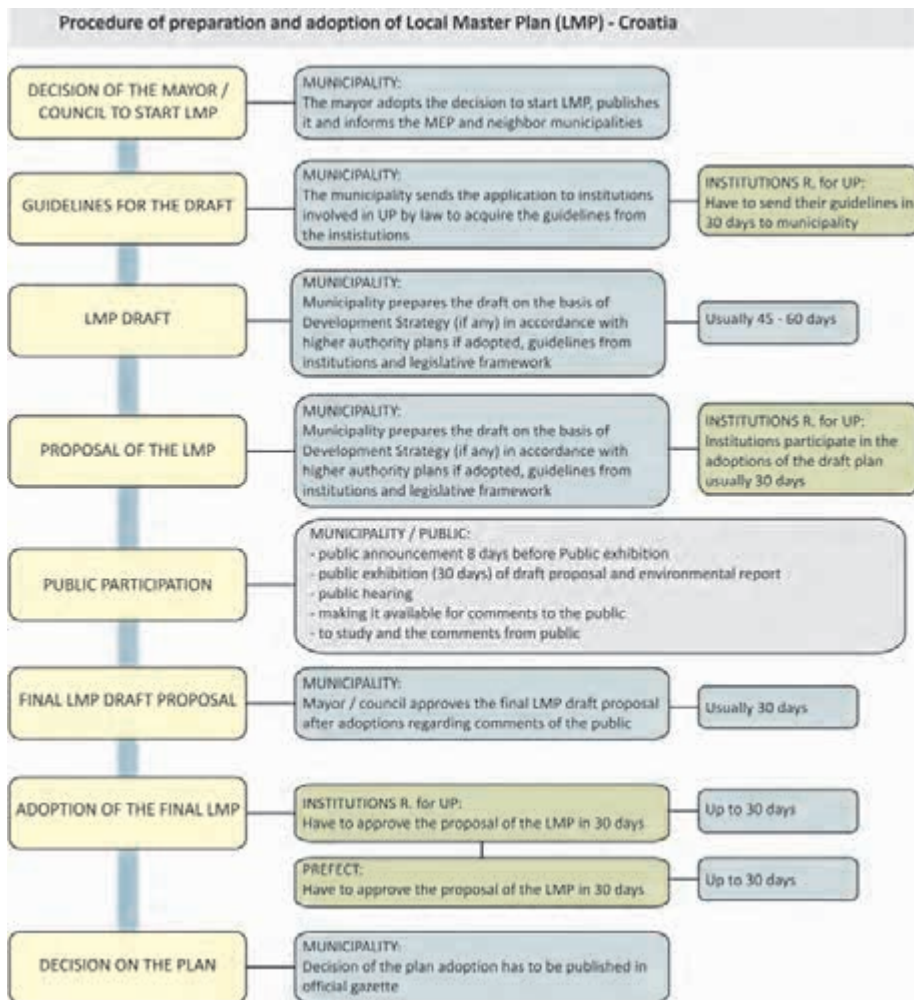 Procedure of preparation and adoption of Local Master Plan (LMP) - Croatia
DECISION OF THE MAYOR /
COUNCIL TO START LMP
MUNICIPALITY:
The mayor adopts the decision to start LMP, publishes
it and informs the MEP and neighbor municipalities
GUIDELINES FOR THE DRAFT
MUNICIPALITY:
The municipality sends the application to institutions
involved in UP by law to acquire the guidelines from
the instistutions
INSTITUTIONS R. for UP:
Have to send their guidelines in
30 days to municipality
LMP DRAFT
MUNICIPALITY:
Municipality prepares the draft on the basis of
Development Strategy (if any) in accordance with
higher authority plans if adopted, guidelines from
institutions and legislative framework
Usually 45 - 60 days
PROPOSAL OF THE LMP
MUNICIPALITY:
Municipality prepares the draft on the basis of
Development Strategy (if any) in accordance with
higher authority plans if adopted, guidelines from
institutions and legislative framework
INSTITUTIONS R. for UP:
Institutions participate in the
adoptions of the draft plan
usually 30 days
PUBLIC PARTICIPATION
MUNICIPALITY / PUBLIC:
- public announcement 8 days before Public exhibition
- public exhibition (30 days) of draft proposal and environmental report
- public hearing
- making it available for comments to the public
- to study and the comments from public
FINAL LMP DRAFT PROPOSAL
MUNICIPALITY:
Mayor / council approves the final LMP draft proposal
after adoptions regarding comments of the public
Usually 30 days
ADOPTION OF THE FINAL LMP
INSTITUTIONS R. for UP:
Have to approve the proposal of the LMP in 30 days
Up to 30 days
PREFECT:
Have to approve the proposal of the LMP in 30 days
Up to 30 days
DECISION ON THE PLAN
MUNICIPALITY:
Decision of the plan adoption has to be published in
official gazette